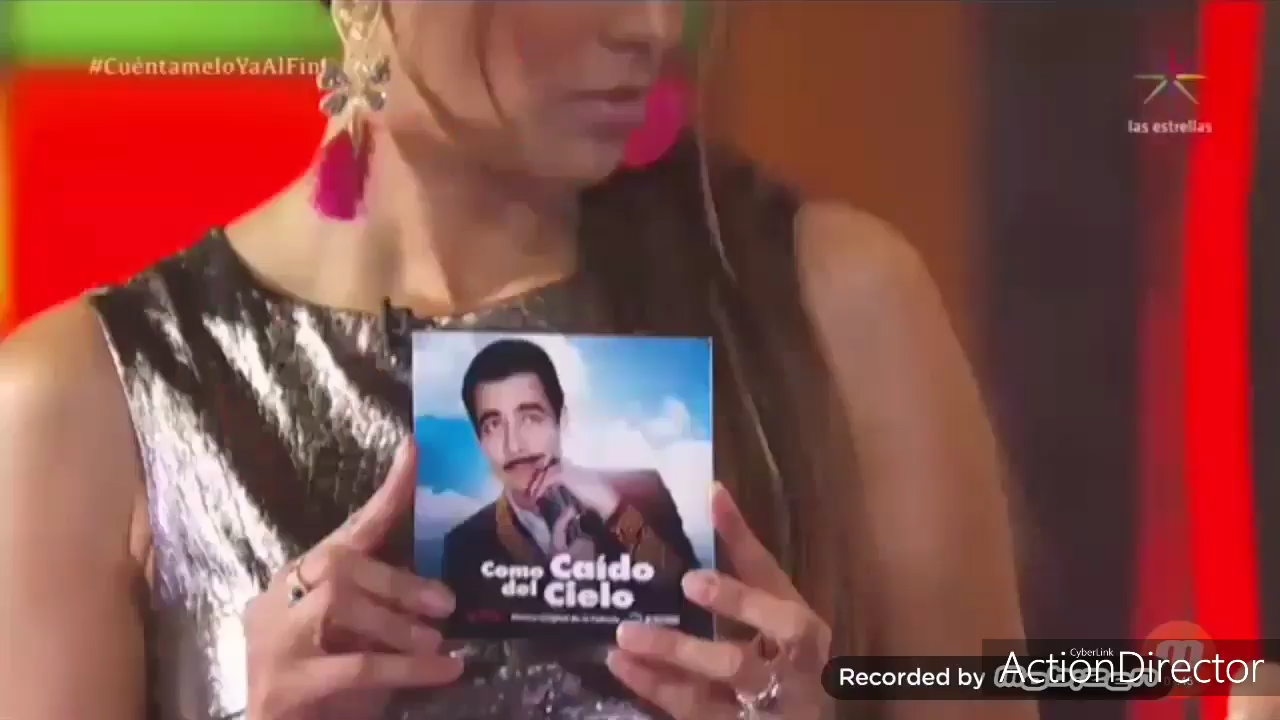 #CuéntameloYaAlFin!
las estrellas
Como Caído
del Cielo
CyberLink
Recorded by
ActionDirector